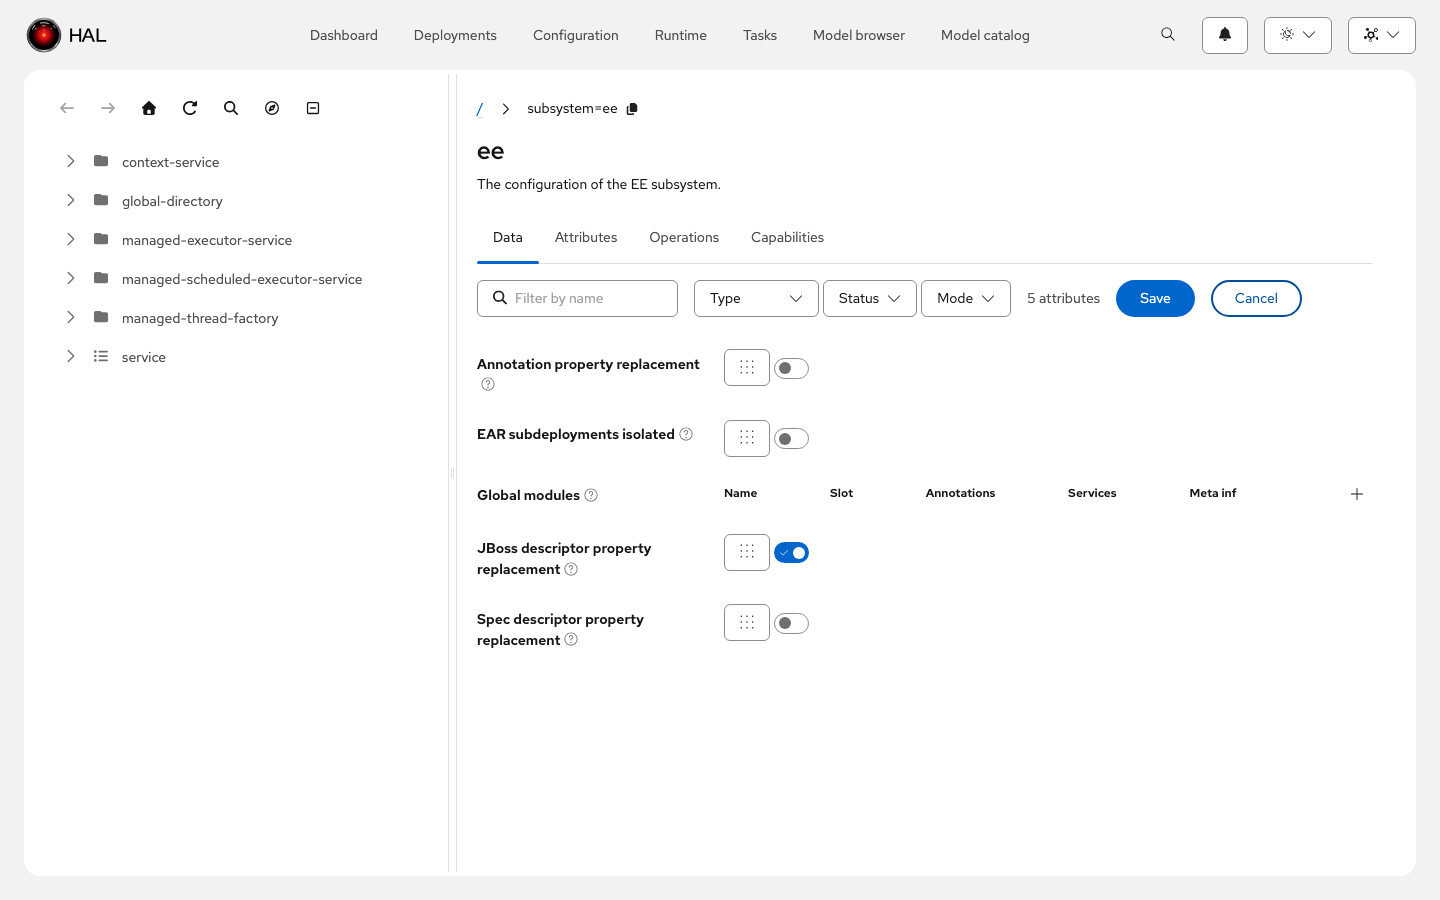 HAL
Dashboard Deployments Configuration Runtime Tasks Model browser Model catalog
context-service
global-directory
managed-executor-service
managed-scheduled-executor-service
managed-thread-factory
service
/ subsystem=ee
ee
The configuration of the EE subsystem.
Data Attributes Operations Capabilities
Filter by name Type Status Mode 5 attributes Save Cancel
Annotation property replacement
EAR subdeployments isolated
Global modules Name Slot Annotations Services Meta inf
JBoss descriptor property
replacement
Spec descriptor property
replacement